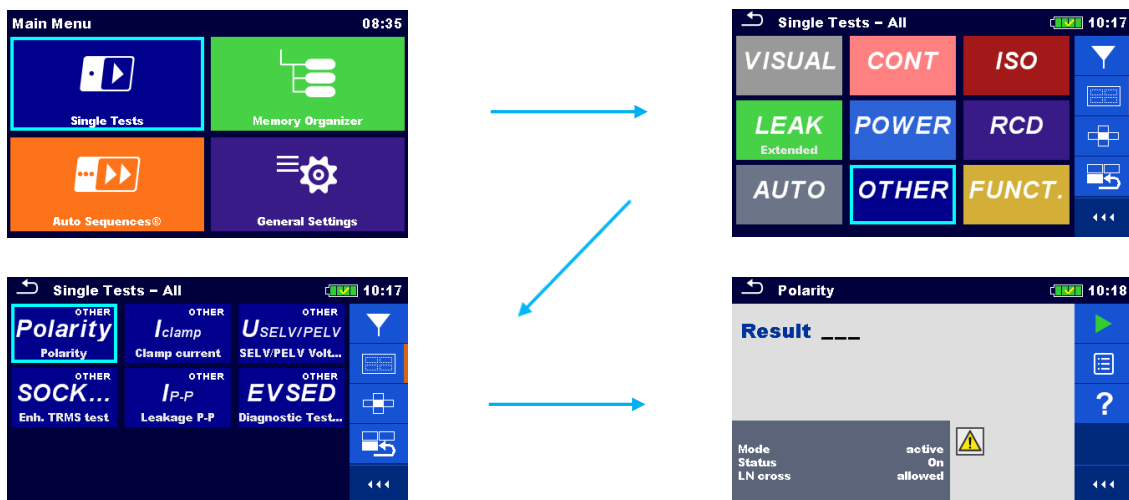 Main Menu 08:35
Single Tests
Memory Organizer
Auto Sequences®
General Settings
Single Tests – All 10:17
VISUAL CONT ISO
LEAK POWER RCD
Extended
AUTO OTHER FUNCT.
Single Tests – All 10:17
OTHER OTHER OTHER
Polarity Iclamp USELV/PELV
Polarity Clamp current SELV/PELV Volt...
OTHER OTHER OTHER
SOCK... IP-P EVSED
Enh. TRMS test Leakage P-P Diagnostic Test...
Polarity 10:18
Result ___
?
Mode active
Status On
LN cross allowed